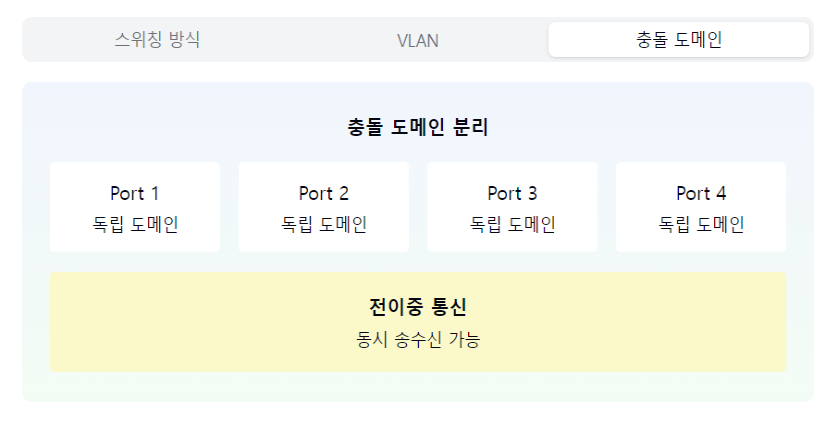 스위칭 방식
VLAN
충돌 도메인
충돌 도메인 분리
Port 1
독립 도메인
Port 2
독립 도메인
Port 3
독립 도메인
Port 4
독립 도메인
전이중 통신
동시 송수신 가능